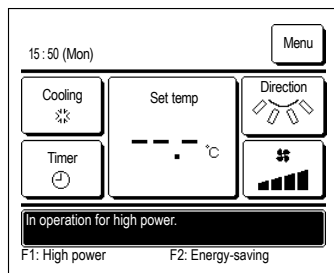 15 : 50 (Mon)
Menu
Cooling
Set temp
Direction
--.- °C
Timer
In operation for high power.
F1: High power F2: Energy-saving